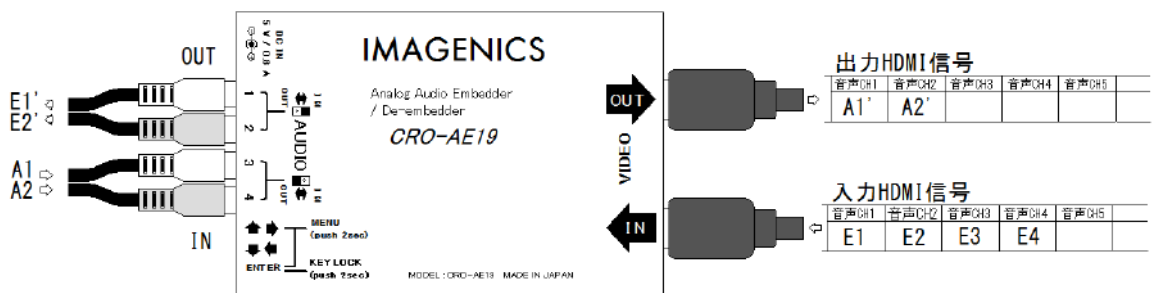 OUT
E1'
E2'
A1
A2
IN
DC IN
5V/0.8A
1
2
3
4
IN
OUT
AUDIO
IN
OUT
MENU
(push 2sec)
ENTER
KEY LOCK
(push 2sec)
IMAGENICS
Analog Audio Embedder
/ De-embedder
CRO-AE19
MODEL : CRO-AE19 MADE IN JAPAN
OUT
VIDEO
IN
出力HDMI信号
音声CH1 音声CH2 音声CH3 音声CH4 音声CH5
A1' A2'
入力HDMI信号
音声CH1 音声CH2 音声CH3 音声CH4 音声CH5
E1 E2 E3 E4